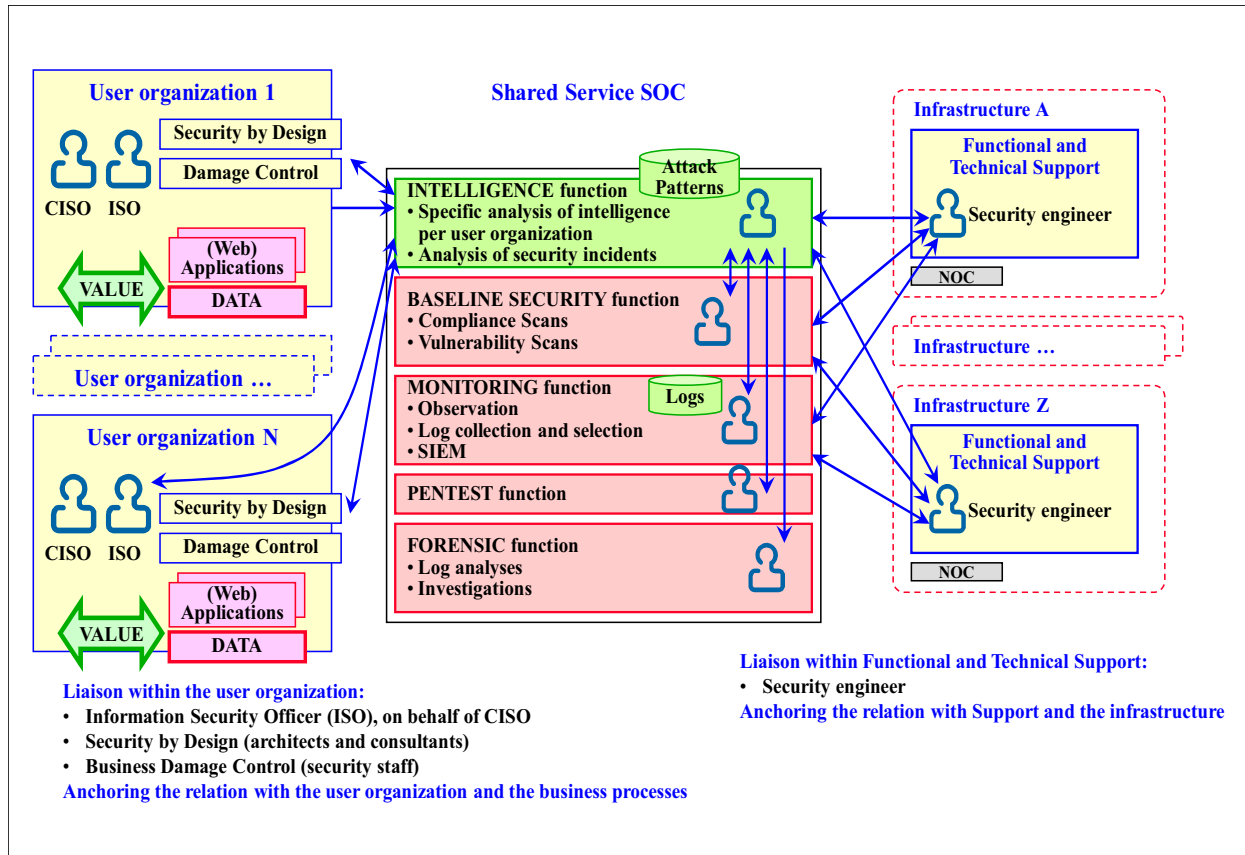 User organization 1
Security by Design
Damage Control
CISO
ISO
(Web)
Applications
VALUE
DATA
User organization …
User organization N
Security by Design
Damage Control
CISO
ISO
(Web)
Applications
VALUE
DATA
Liaison within the user organization:
• Information Security Officer (ISO), on behalf of CISO
• Security by Design (architects and consultants)
• Business Damage Control (security staff)
Anchoring the relation with the user organization and the business processes
Shared Service SOC
Attack
Patterns
INTELLIGENCE function
• Specific analysis of intelligence
per user organization
• Analysis of security incidents
BASELINE SECURITY function
• Compliance Scans
• Vulnerability Scans
MONITORING function
• Observation
• Log collection and selection
• SIEM
Logs
PENTEST function
FORENSIC function
• Log analyses
• Investigations
Infrastructure A
Functional and
Technical Support
Security engineer
NOC
Infrastructure …
Infrastructure Z
Functional and
Technical Support
Security engineer
NOC
Liaison within Functional and Technical Support:
• Security engineer
Anchoring the relation with Support and the infrastructure